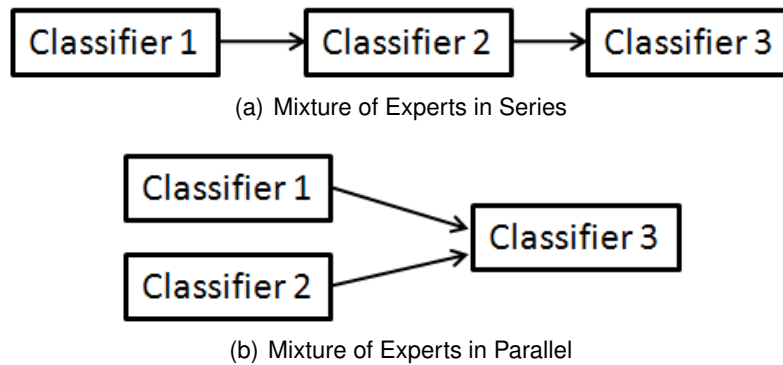 Classifier 1 Classifier 2 Classifier 3
(a) Mixture of Experts in Series
Classifier 1
Classifier 3
Classifier 2
(b) Mixture of Experts in Parallel